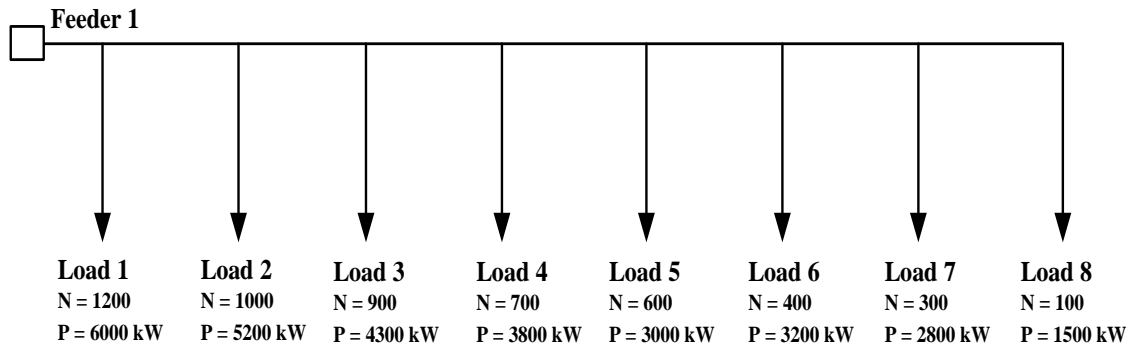 Feeder 1
Load 1
N = 1200
P = 6000 kW
Load 2
N = 1000
P = 5200 kW
Load 3
N = 900
P = 4300 kW
Load 4
N = 700
P = 3800 kW
Load 5
N = 600
P = 3000 kW
Load 6
N = 400
P = 3200 kW
Load 7
N = 300
P = 2800 kW
Load 8
N = 100
P = 1500 kW